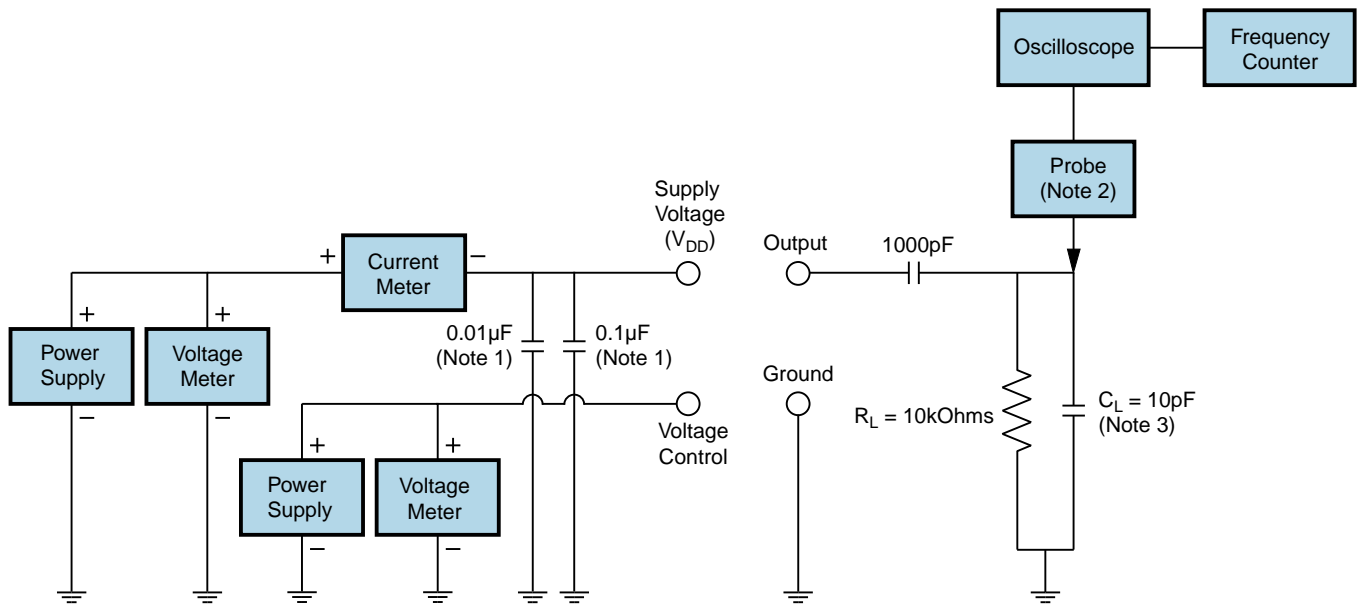 Oscilloscope
Frequency
Counter
Probe
(Note 2)
Supply
Voltage
(VDD)
Output
1000pF
+
Current
Meter
−
+
Power
Supply
−
+
Voltage
Meter
−
0.01µF
(Note 1)
0.1µF
(Note 1)
Ground
RL = 10kOhms
CL = 10pF
(Note 3)
Voltage
Control
+
Power
Supply
−
+
Voltage
Meter
−